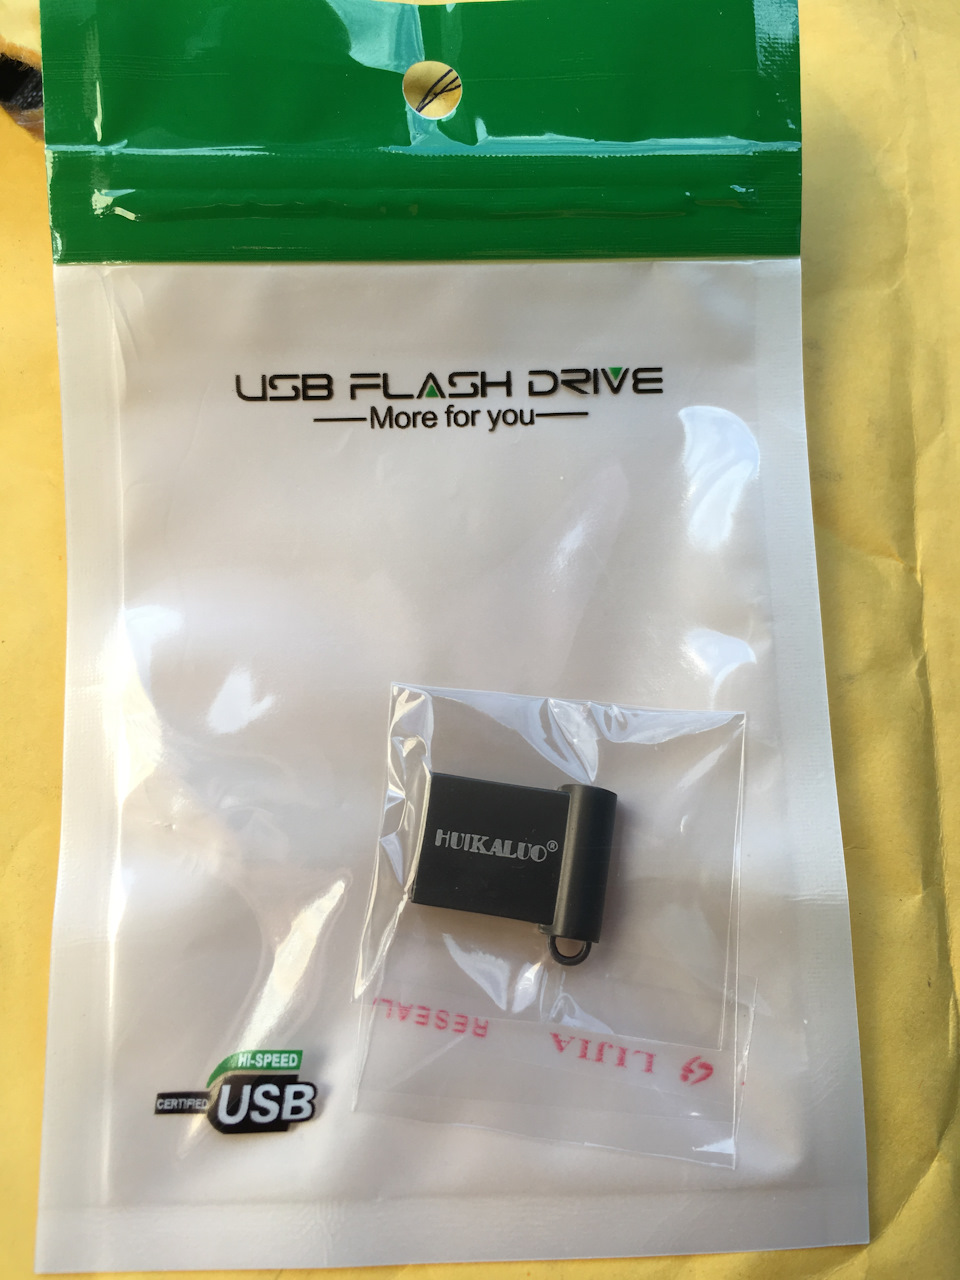 USB FLASH DRIVE
More for you
HUIKALUO®
RESEAL
LIJIA
HI-SPEED
CERTIFIED
USB